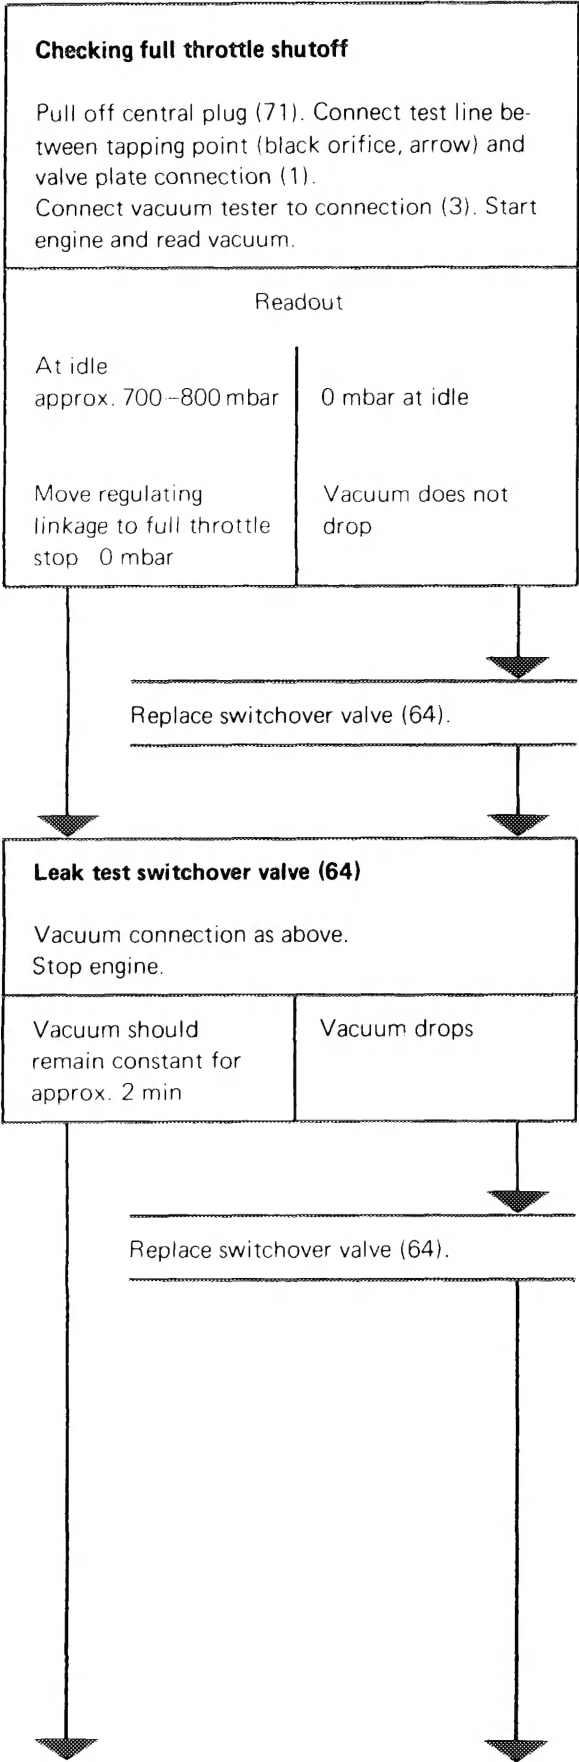 Checking full throttle shutoff
Pull off central plug (71). Connect test line be-
tween tapping point (black orifice, arrow) and
valve plate connection (1).
Connect vacuum tester to connection (3). Start
engine and read vacuum.
Readout
At idle
approx. 700–800 mbar
0 mbar at idle
Move regulating
linkage to full throttle
stop 0 mbar
Vacuum does not
drop
Replace switchover valve (64).
Leak test switchover valve (64)
Vacuum connection as above.
Stop engine.
Vacuum should
remain constant for
approx. 2 min
Vacuum drops
Replace switchover valve (64).